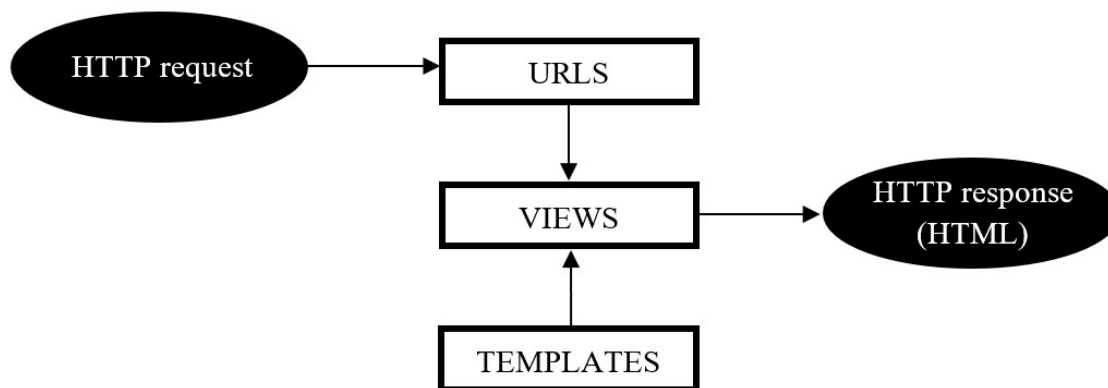 HTTP request
URLS
VIEWS
HTTP response
(HTML)
TEMPLATES